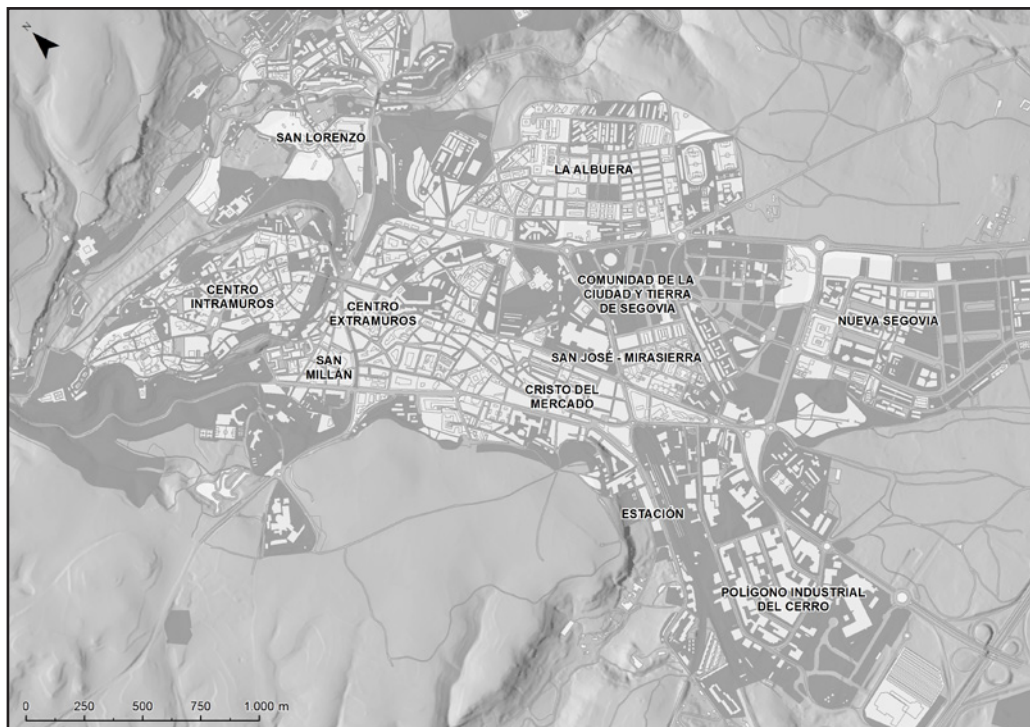 N
SAN LORENZO
LA ALBUERA
CENTRO
INTRAMUROS
CENTRO
EXTRAMUROS
COMUNIDAD DE LA
CIUDAD Y TIERRA
DE SEGOVIA
NUEVA SEGOVIA
SAN
MILLÁN
SAN JOSÉ - MIRASIERRA
CRISTO DEL
MERCADO
ESTACIÓN
POLÍGONO INDUSTRIAL
DEL CERRO
0 250 500 750 1 000 m